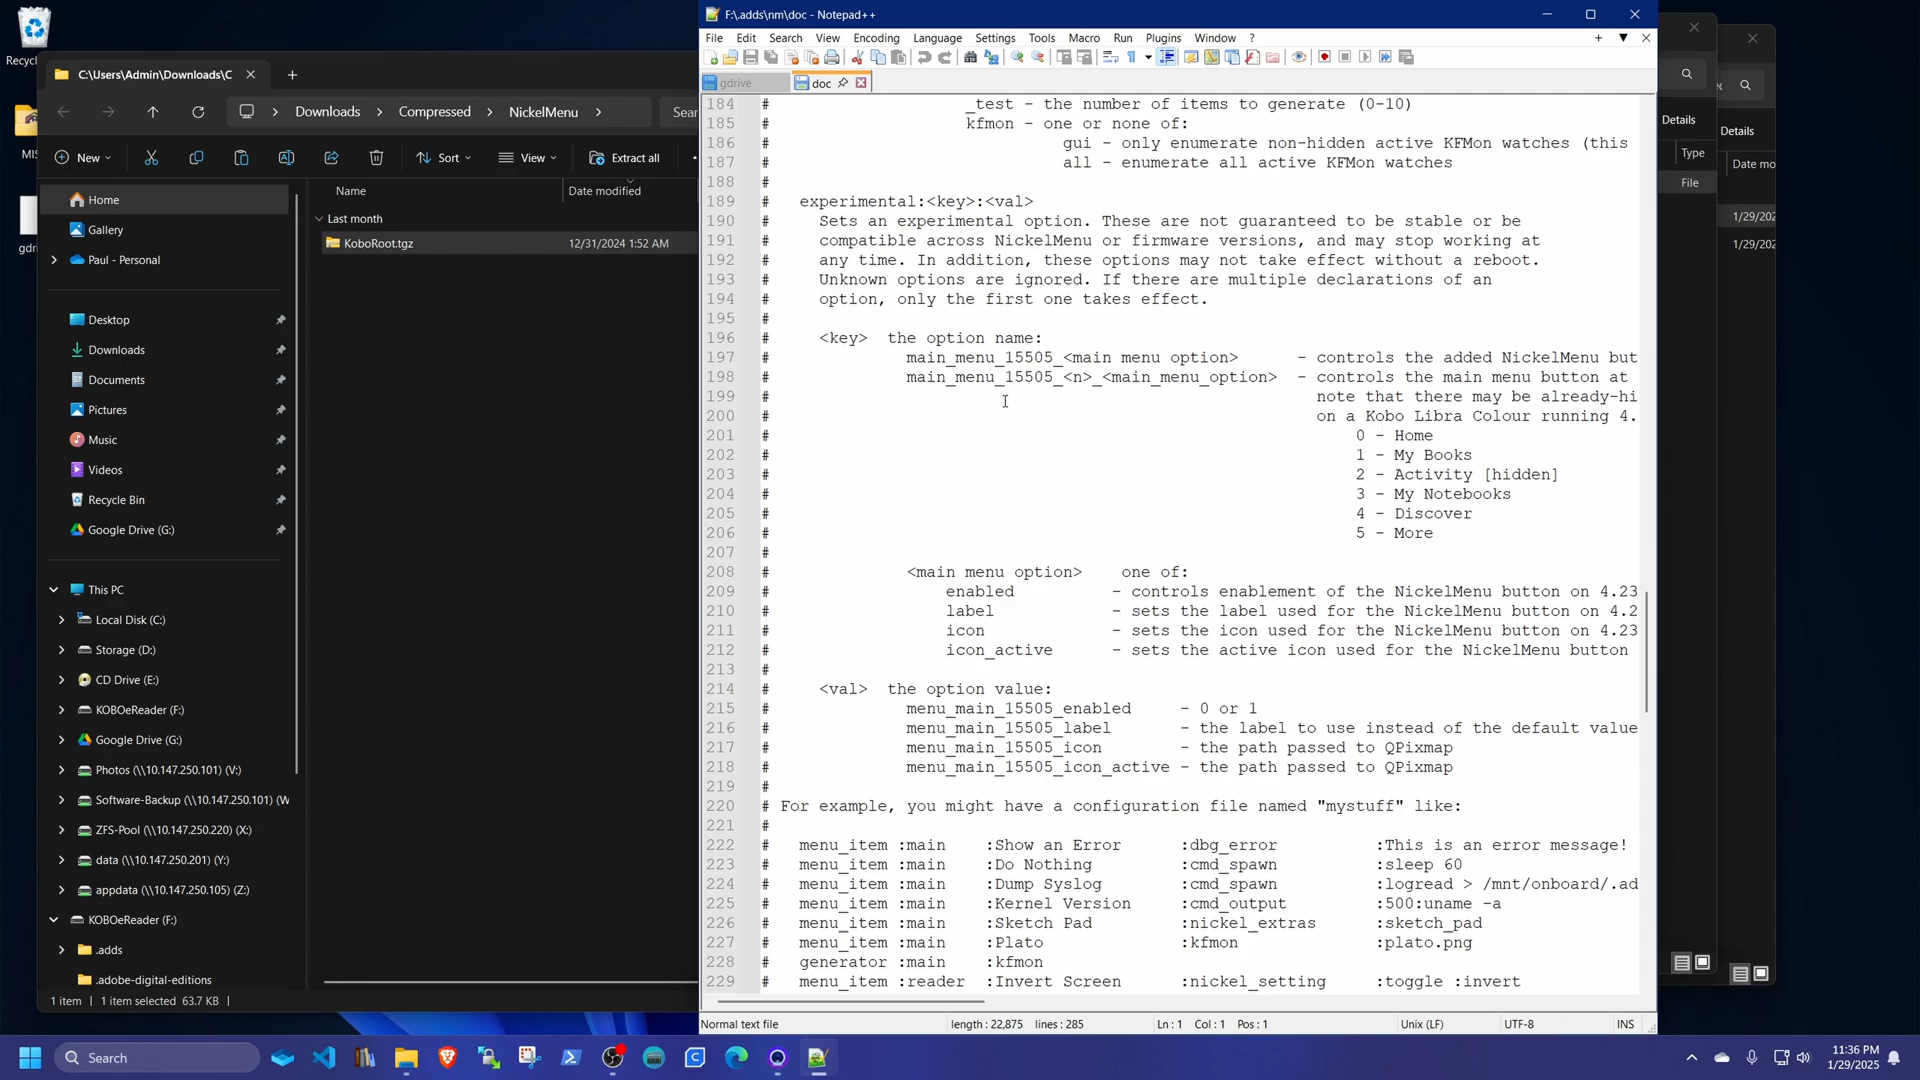 Recyc
MIS
gdri
C:\Users\Admin\Downloads\C
Downloads
Compressed
NickelMenu
Sear
New
Sort
View
Extract all
Home
Gallery
Paul - Personal
Desktop
Downloads
Documents
Pictures
Music
Videos
Recycle Bin
Google Drive (G:)
This PC
Local Disk (C:)
Storage (D:)
CD Drive (E:)
KOBOeReader (F:)
Google Drive (G:)
Photos (\\10.147.250.101) (V:)
Software-Backup (\\10.147.250.101) (W
ZFS-Pool (\\10.147.250.220) (X:)
data (\\10.147.250.201) (Y:)
appdata (\\10.147.250.105) (Z:)
KOBOeReader (F:)
.adds
.adobe-digital-editions
Name Date modified
Last month
KoboRoot.tgz 12/31/2024 1:52 AM
1 item 1 item selected 63.7 KB
F:\.adds\nm\doc - Notepad++
File Edit Search View Encoding Language Settings Tools Macro Run Plugins Window ?
gdrive doc
184 # _test - the number of items to generate (0-10)
185 # kfmon - one or none of:
186 # gui - only enumerate non-hidden active KFMon watches (this
187 # all - enumerate all active KFMon watches
188 #
189 # experimental:<key>:<val>
190 # Sets an experimental option. These are not guaranteed to be stable or be
191 # compatible across NickelMenu or firmware versions, and may stop working at
192 # any time. In addition, these options may not take effect without a reboot.
193 # Unknown options are ignored. If there are multiple declarations of an
194 # option, only the first one takes effect.
195 #
196 # <key> the option name:
197 # main_menu_15505_<main menu option> - controls the added NickelMenu but
198 # main_menu_15505_<n>_<main_menu_option> - controls the main menu button at
199 # note that there may be already-hi
200 # on a Kobo Libra Colour running 4.
201 # 0 - Home
202 # 1 - My Books
203 # 2 - Activity [hidden]
204 # 3 - My Notebooks
205 # 4 - Discover
206 # 5 - More
207 #
208 # <main menu option> one of:
209 # enabled - controls enablement of the NickelMenu button on 4.23
210 # label - sets the label used for the NickelMenu button on 4.2
211 # icon - sets the icon used for the NickelMenu button on 4.23
212 # icon_active - sets the active icon used for the NickelMenu button
213 #
214 # <val> the option value:
215 # menu_main_15505_enabled - 0 or 1
216 # menu_main_15505_label - the label to use instead of the default value
217 # menu_main_15505_icon - the path passed to QPixmap
218 # menu_main_15505_icon_active - the path passed to QPixmap
219 #
220 # For example, you might have a configuration file named "mystuff" like:
221 #
222 # menu_item :main :Show an Error :dbg_error :This is an error message!
223 # menu_item :main :Do Nothing :cmd_spawn :sleep 60
224 # menu_item :main :Dump Syslog :cmd_spawn :logread > /mnt/onboard/.ad
225 # menu_item :main :Kernel Version :cmd_output :500:uname -a
226 # menu_item :main :Sketch Pad :nickel_extras :sketch_pad
227 # menu_item :main :Plato :kfmon :plato.png
228 # generator :main :kfmon
229 # menu_item :reader :Invert Screen :nickel_setting :toggle :invert
Normal text file length : 22,875 lines : 285 Ln : 1 Col : 1 Pos : 1 Unix (LF) UTF-8 INS
Details
Type
File
Details
Date mo
1/29/202
1/29/202
Search
11:36 PM
1/29/2025